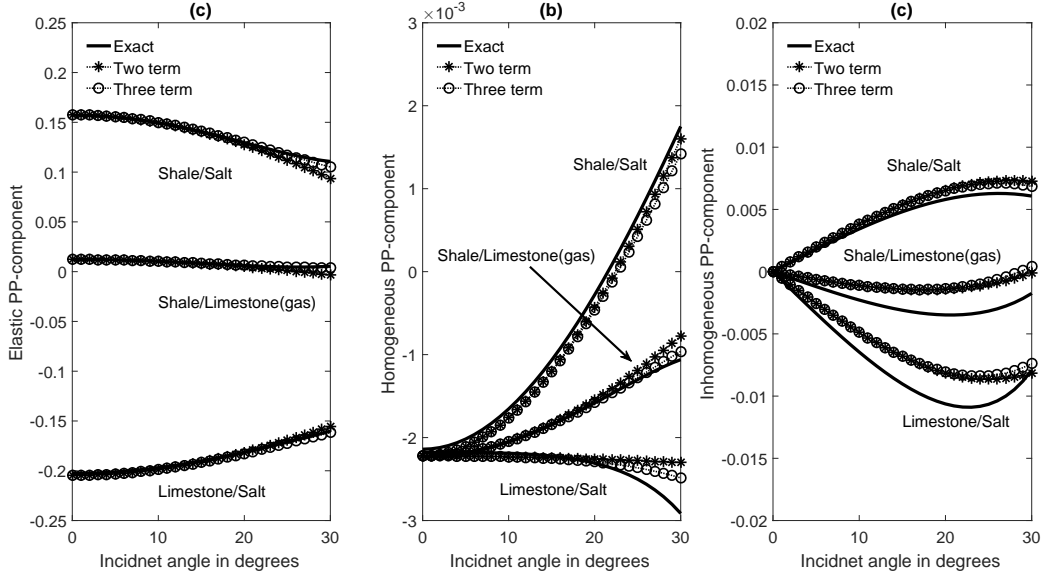 (c)
Exact
Two term
Three term
Shale/Salt
Shale/Limestone(gas)
Limestone/Salt
Elastic PP-component
0.25
0.2
0.15
0.1
0.05
0
-0.05
-0.1
-0.15
-0.2
-0.25
0 10 20 30
Incidnet angle in degrees
(b)
×10⁻³
Exact
Two term
Three term
Shale/Salt
Shale/Limestone(gas)
Limestone/Salt
Homogeneous PP-component
3
2
1
0
-1
-2
-3
0 10 20 30
Incidnet angle in degrees
(c)
Exact
Two term
Three term
Shale/Salt
Shale/Limestone(gas)
Limestone/Salt
Inhomogeneous PP-component
0.02
0.015
0.01
0.005
0
-0.005
-0.01
-0.015
-0.02
0 10 20 30
Incidnet angle in degrees